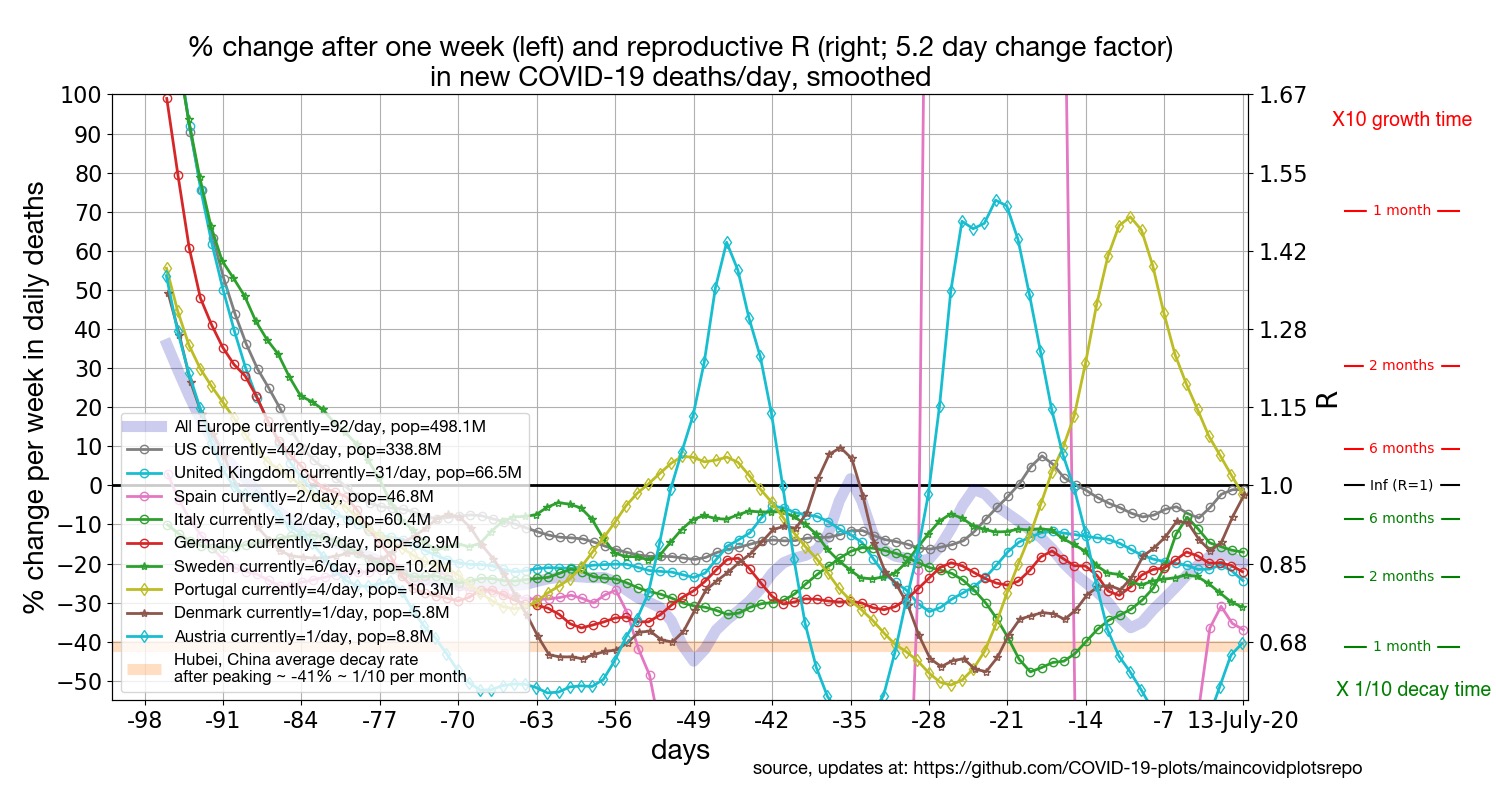 % change after one week (left) and reproductive R (right; 5.2 day change factor)
in new COVID-19 deaths/day, smoothed
% change per week in daily deaths
100
90
80
70
60
50
40
30
20
10
0
−10
−20
−30
−40
−50
All Europe currently=92/day, pop=498.1M
US currently=442/day, pop=338.8M
United Kingdom currently=31/day, pop=66.5M
Spain currently=2/day, pop=46.8M
Italy currently=12/day, pop=60.4M
Germany currently=3/day, pop=82.9M
Sweden currently=6/day, pop=10.2M
Portugal currently=4/day, pop=10.3M
Denmark currently=1/day, pop=5.8M
Austria currently=1/day, pop=8.8M
Hubei, China average decay rate
after peaking ~ -41% ~ 1/10 per month
-98 -91 -84 -77 -70 -63 -56 -49 -42 -35 -28 -21 -14 -7 13-July-20
days
1.67
1.55
1.42
1.28
1.15
1.0
0.85
0.68
R
X10 growth time
1 month
2 months
6 months
Inf (R=1)
6 months
2 months
1 month
X 1/10 decay time
source, updates at: https://github.com/COVID-19-plots/maincovidplotsrepo